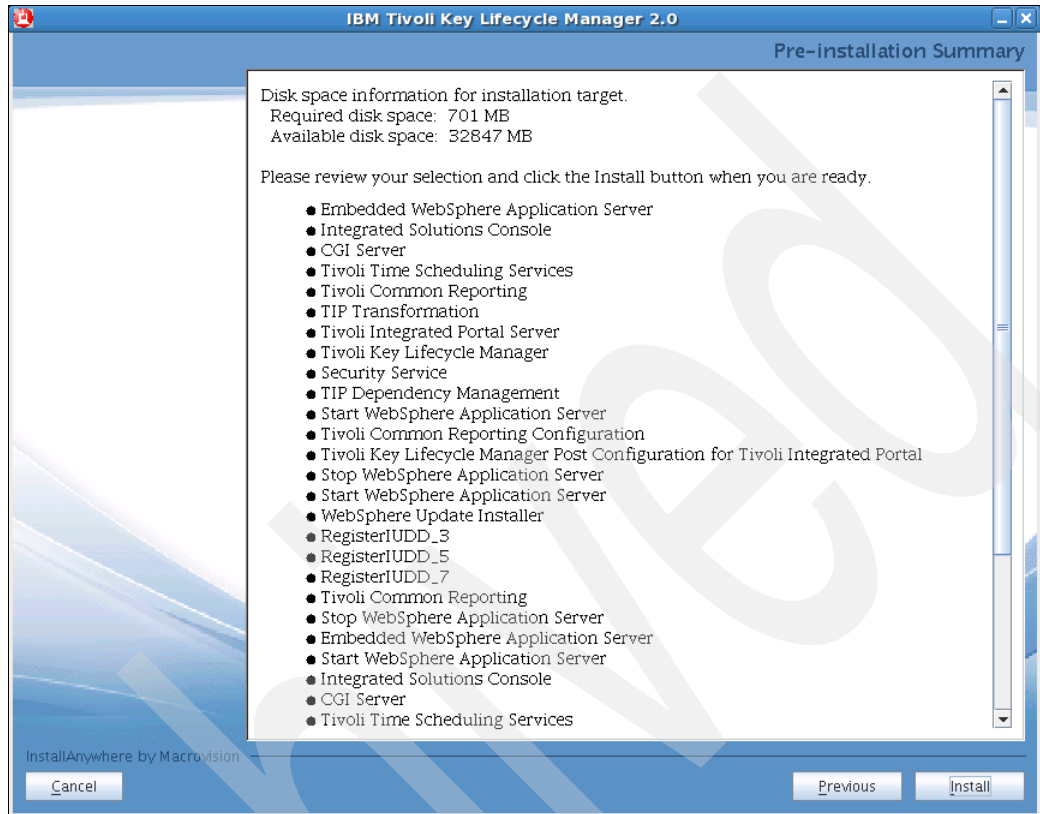 IBM Tivoli Key Lifecycle Manager 2.0
Pre-installation Summary
Disk space information for installation target.
Required disk space: 701 MB
Available disk space: 32847 MB
Please review your selection and click the Install button when you are ready.
● Embedded WebSphere Application Server
● Integrated Solutions Console
● CGI Server
● Tivoli Time Scheduling Services
● Tivoli Common Reporting
● TIP Transformation
● Tivoli Integrated Portal Server
● Tivoli Key Lifecycle Manager
● Security Service
● TIP Dependency Management
● Start WebSphere Application Server
● Tivoli Common Reporting Configuration
● Tivoli Key Lifecycle Manager Post Configuration for Tivoli Integrated Portal
● Stop WebSphere Application Server
● Start WebSphere Application Server
● WebSphere Update Installer
● RegisterIUDD_3
● RegisterIUDD_5
● RegisterIUDD_7
● Tivoli Common Reporting
● Stop WebSphere Application Server
● Embedded WebSphere Application Server
● Start WebSphere Application Server
● Integrated Solutions Console
● CGI Server
● Tivoli Time Scheduling Services
InstallAnywhere by Macrovision
Cancel
Previous
Install